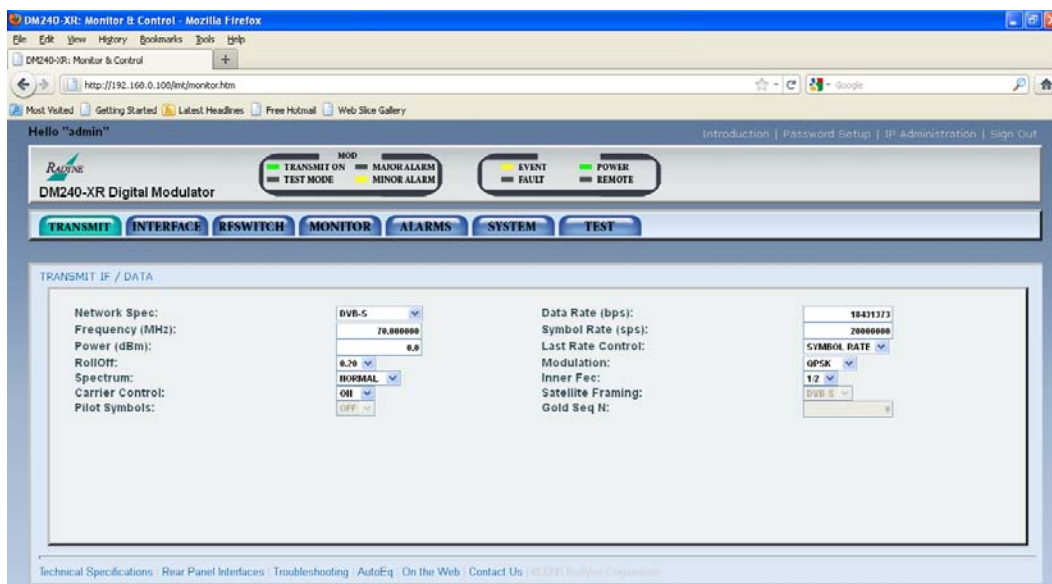 DM240-XR: Monitor & Control - Mozilla Firefox
File Edit View History Bookmarks Tools Help
DM240-XR: Monitor & Control +
http://192.168.0.108/imt/monitor.htm Google
Most Visited Getting Started Latest Headlines Free Hotmail Web Slice Gallery
Hello "admin" Introduction | Password Setup | IP Administration | Sign Out
RADYNE
DM240-XR Digital Modulator
MOD
TRANSMIT ON MAJOR ALARM EVENT POWER
TEST MODE MINOR ALARM FAULT REMOTE
TRANSMIT INTERFACE RFSWITCH MONITOR ALARMS SYSTEM TEST
TRANSMIT IF / DATA
Network Spec: DVB-S Data Rate (bps): 18431373
Frequency (MHz): 70.000000 Symbol Rate (sps): 20000000
Power (dBm): 0.0 Last Rate Control: SYMBOL RATE
RollOff: 0.20 Modulation: QPSK
Spectrum: NORMAL Inner Fec: 1/2
Carrier Control: ON Satellite Framing: DVB-S
Pilot Symbols: OFF Gold Seq N: 0
Technical Specifications | Rear Panel Interfaces | Troubleshooting | AutoEq | On the Web | Contact Us |